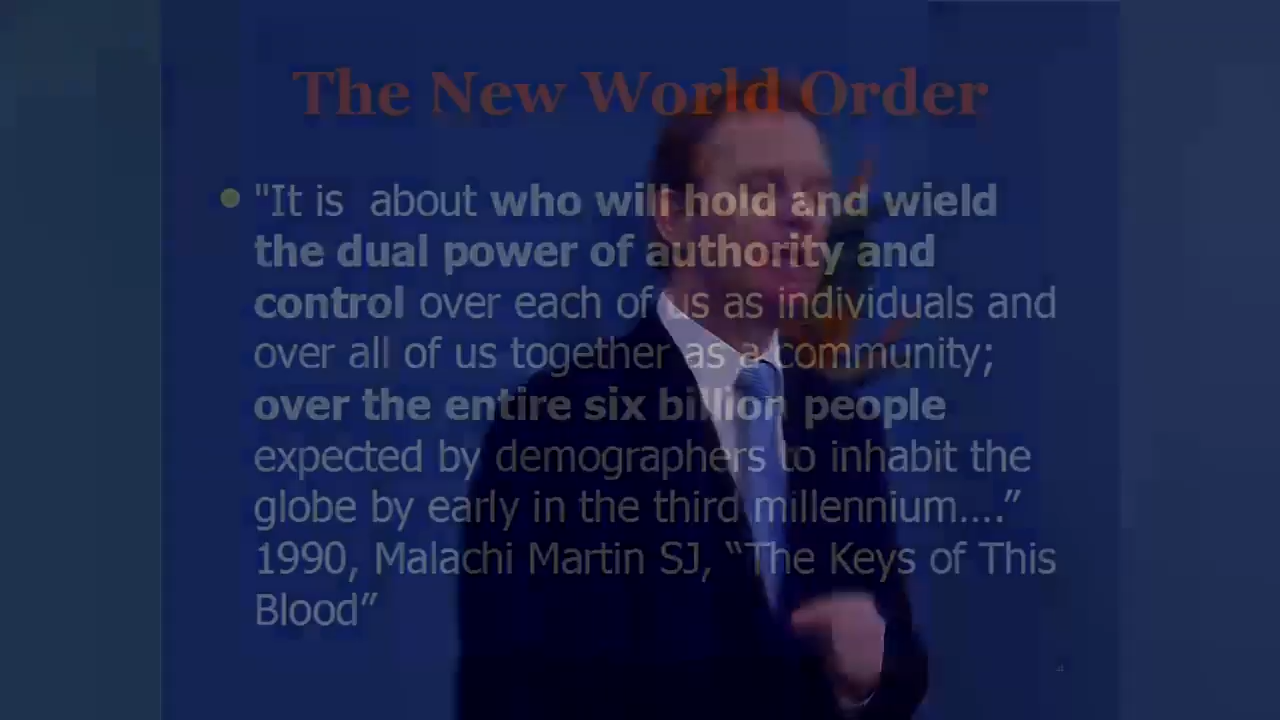 The New World Order
"It is about who will hold and wield
the dual power of authority and
control over each of us as individuals and
over all of us together as a community;
over the entire six billion people
expected by demographers to inhabit the
globe by early in the third millennium…."
1990, Malachi Martin SJ, "The Keys of This
Blood"